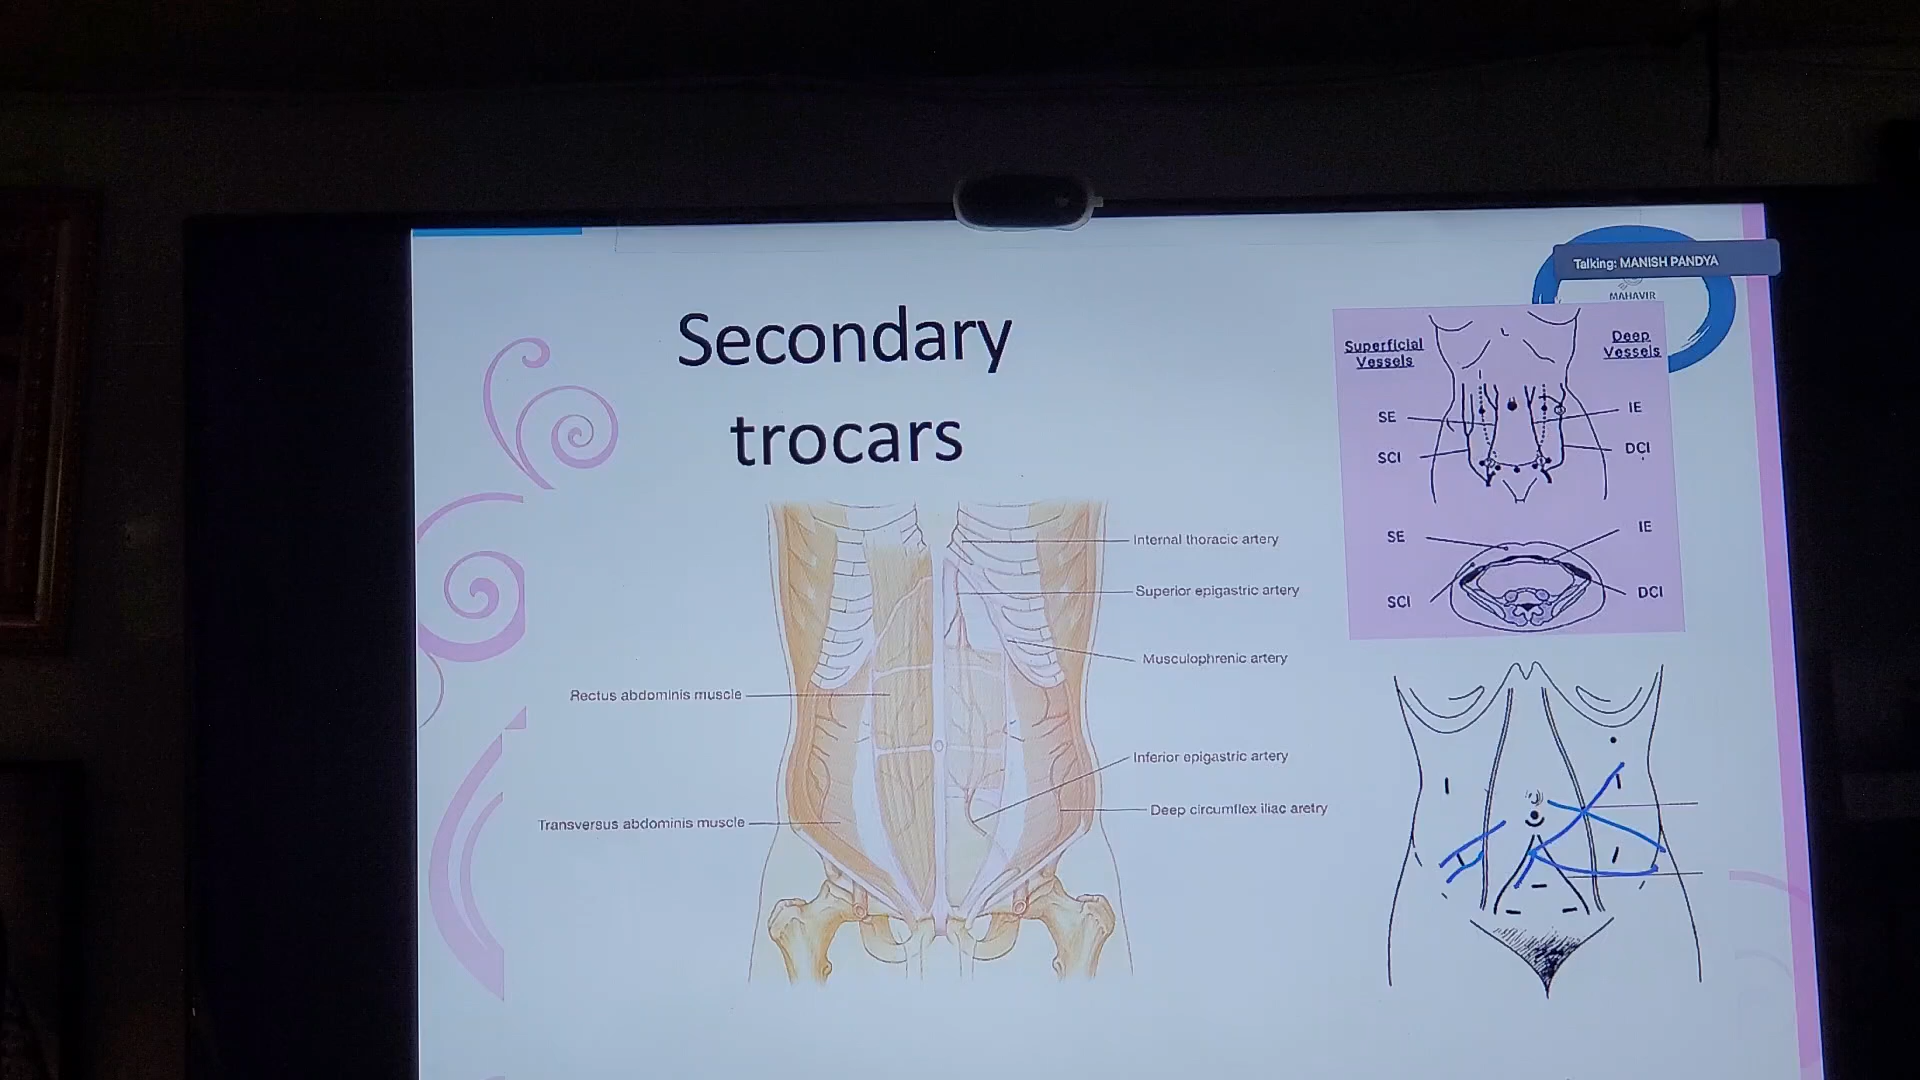 Talking: MANISH PANDYA
MAHAVIR
Secondary
trocars
Superficial
Vessels
Deep
Vessels
SE
IE
SCI
DCI
SE
IE
SCI
DCI
Internal thoracic artery
Superior epigastric artery
Musculophrenic artery
Rectus abdominis muscle
Inferior epigastric artery
Deep circumflex iliac aretry
Transversus abdominis muscle